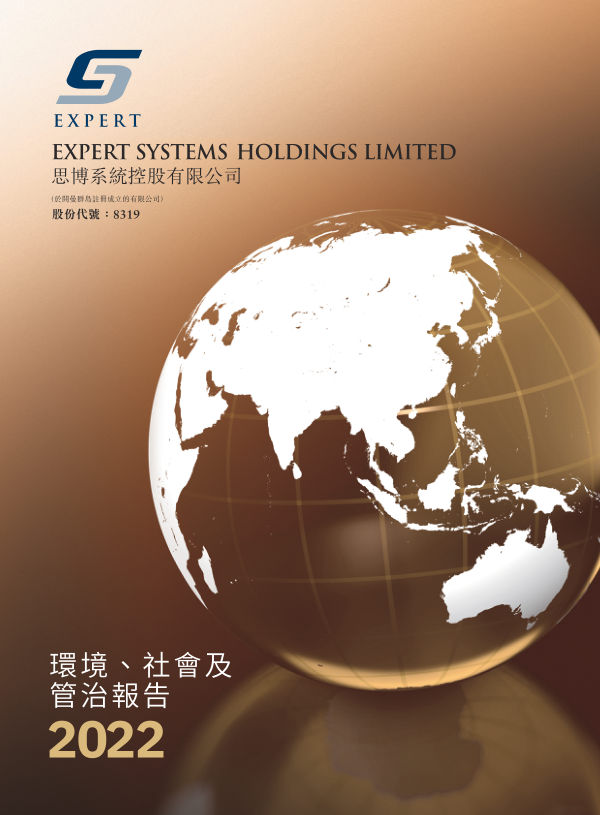 EXPERT
EXPERT SYSTEMS HOLDINGS LIMITED
思博系統控股有限公司
(於開曼群島註冊成立的有限公司)
股份代號：8319
環境、社會及
管治報告
2022